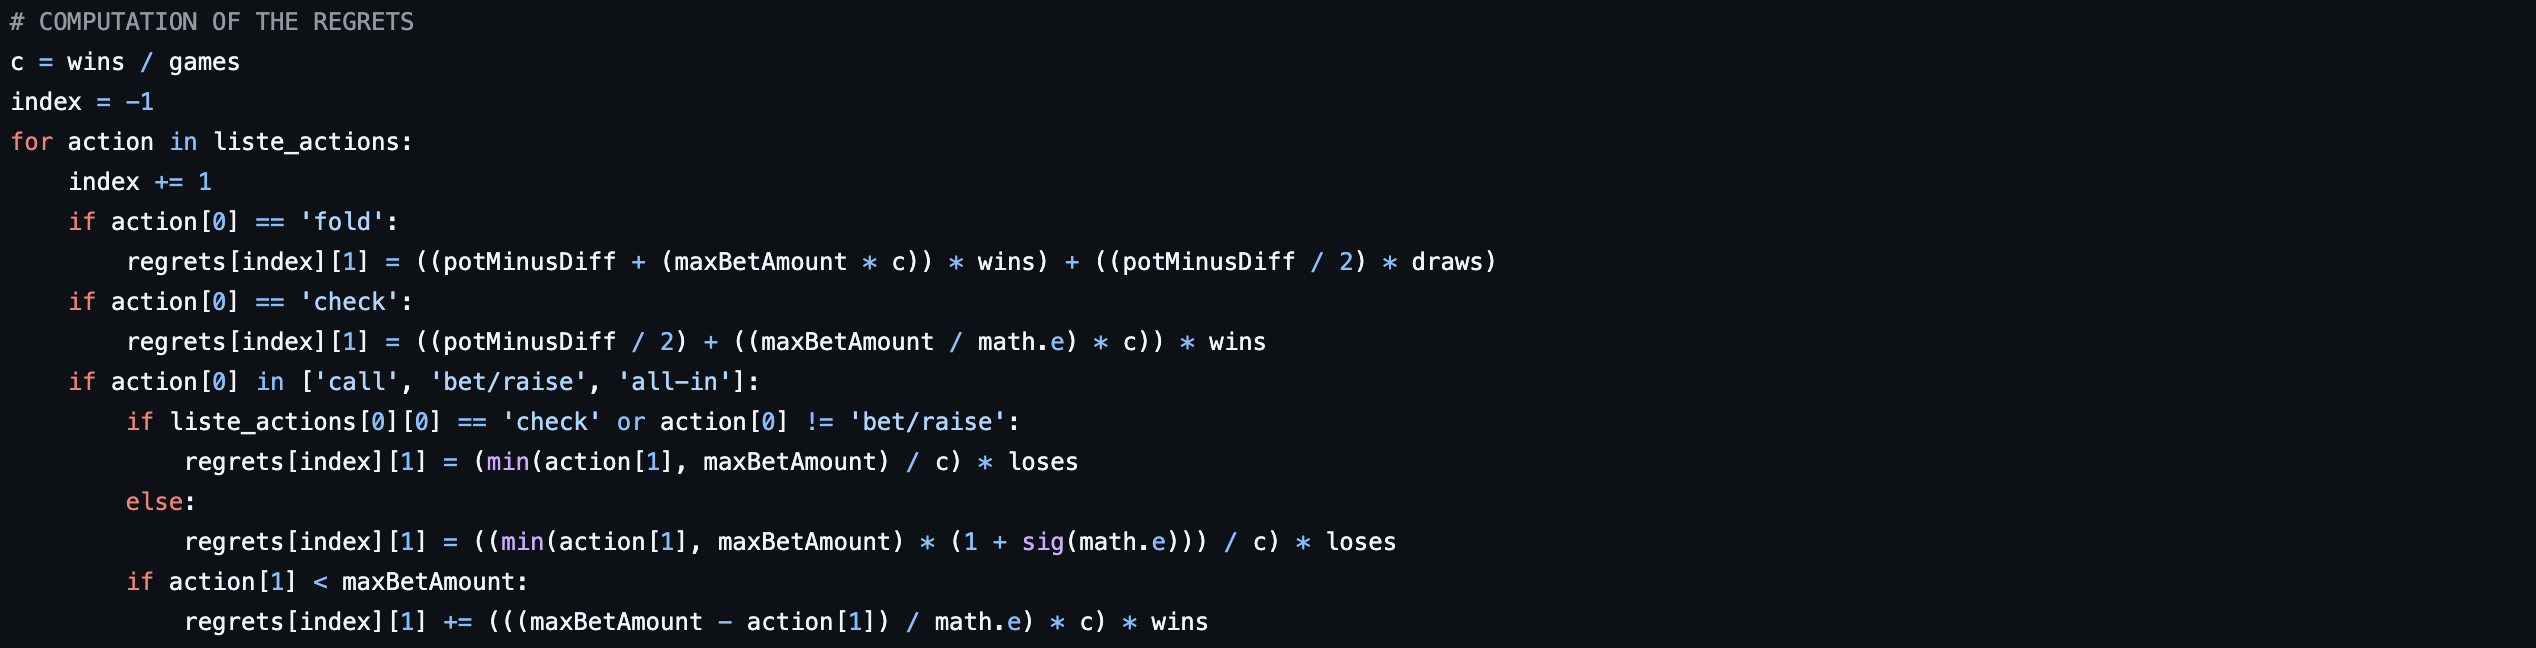 # COMPUTATION OF THE REGRETS
c = wins / games
index = -1
for action in liste_actions:
    index += 1
    if action[0] == 'fold':
        regrets[index][1] = ((potMinusDiff + (maxBetAmount * c)) * wins) + ((potMinusDiff / 2) * draws)
    if action[0] == 'check':
        regrets[index][1] = ((potMinusDiff / 2) + ((maxBetAmount / math.e) * c)) * wins
    if action[0] in ['call', 'bet/raise', 'all-in']:
        if liste_actions[0][0] == 'check' or action[0] != 'bet/raise':
            regrets[index][1] = (min(action[1], maxBetAmount) / c) * loses
        else:
            regrets[index][1] = ((min(action[1], maxBetAmount) * (1 + sig(math.e))) / c) * loses
        if action[1] < maxBetAmount:
            regrets[index][1] += (((maxBetAmount - action[1]) / math.e) * c) * wins